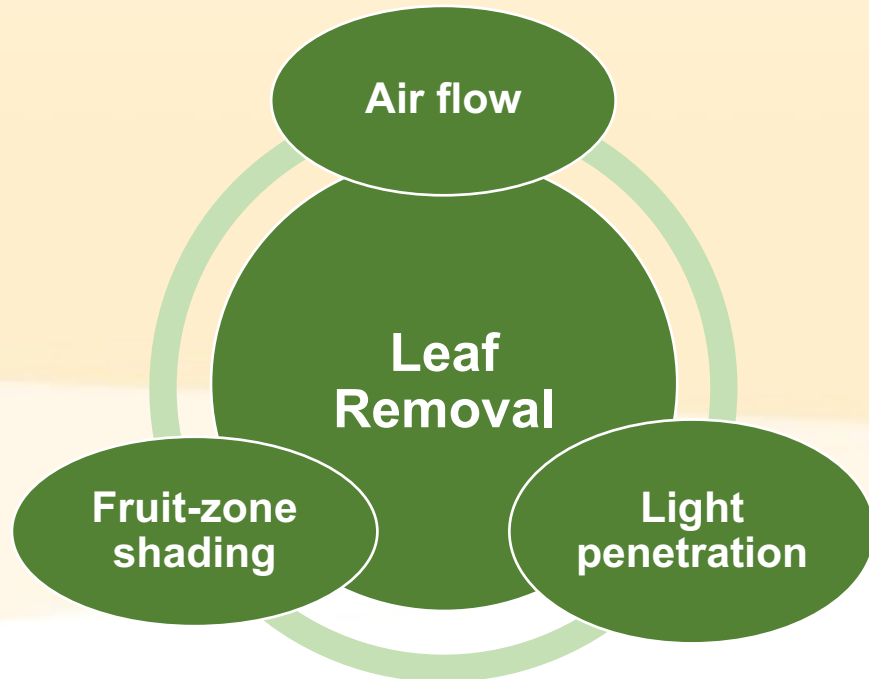 Air flow
Leaf
Removal
Fruit-zone
shading
Light
penetration